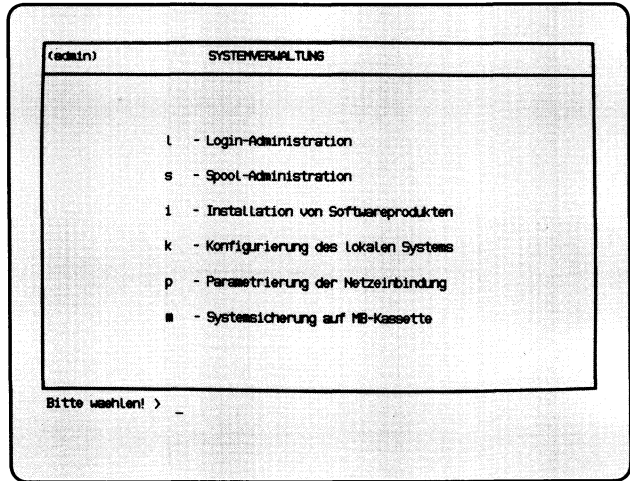 (admin) SYSTEMVERWALTUNG
l - Login-Administration
s - Spool-Administration
i - Installation von Softwareprodukten
k - Konfigurierung des lokalen Systems
p - Parametrierung der Netzeinbindung
m - Systemsicherung auf MB-Kassette
Bitte waehlen! > _